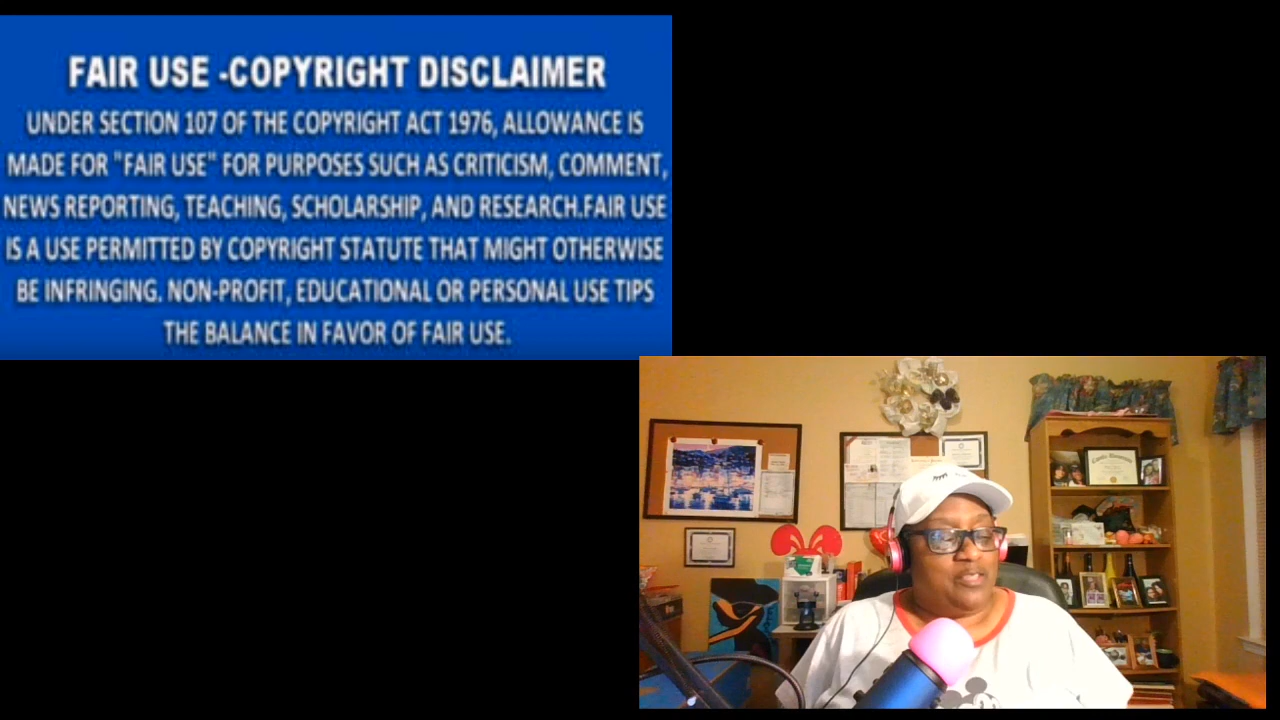 FAIR USE -COPYRIGHT DISCLAIMER
UNDER SECTION 107 OF THE COPYRIGHT ACT 1976, ALLOWANCE IS
MADE FOR "FAIR USE" FOR PURPOSES SUCH AS CRITICISM, COMMENT,
NEWS REPORTING, TEACHING, SCHOLARSHIP, AND RESEARCH.FAIR USE
IS A USE PERMITTED BY COPYRIGHT STATUTE THAT MIGHT OTHERWISE
BE INFRINGING. NON-PROFIT, EDUCATIONAL OR PERSONAL USE TIPS
THE BALANCE IN FAVOR OF FAIR USE.